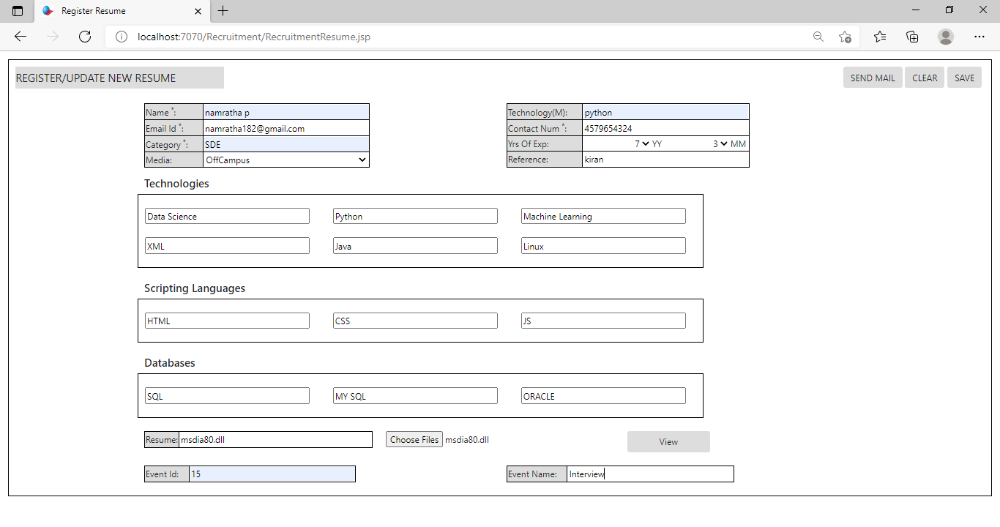 Register Resume
localhost:7070/Recruitment/RecruitmentResume.jsp
REGISTER/UPDATE NEW RESUME SEND MAIL CLEAR SAVE
Name *: namratha p Technology(M): python
Email Id *: namratha182@gmail.com Contact Num *: 4579654324
Category *: SDE Yrs Of Exp: 7 YY 3 MM
Media: OffCampus Reference: kiran
Technologies
Data Science Python Machine Learning
XML Java Linux
Scripting Languages
HTML CSS JS
Databases
SQL MY SQL ORACLE
Resume: msdia80.dll Choose Files msdia80.dll View
Event Id: 15 Event Name: Interview